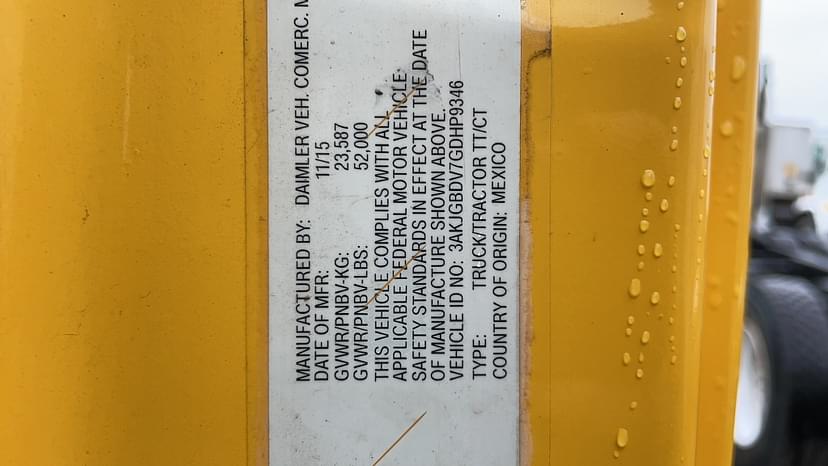 MANUFACTURED BY: DAIMLER VEH. COMERC.
DATE OF MFR: 11/15
GVWR/PNBV-KG: 23,587
GVWR/PNBV-LBS: 52,000
THIS VEHICLE COMPLIES WITH ALL
APPLICABLE FEDERAL MOTOR VEHICLE
SAFETY STANDARDS IN EFFECT AT THE DATE
OF MANUFACTURE SHOWN ABOVE.
VEHICLE ID NO: 3AKJGBDV7GDHP9346
TYPE: TRUCK/TRACTOR TT/CT
COUNTRY OF ORIGIN: MEXICO